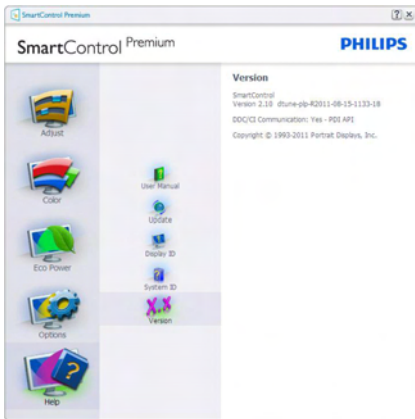 SmartControl Premium
SmartControl Premium
PHILIPS
Adjust
Color
Eco Power
Options
Help
User Manual
Update
Display ID
System ID
Version
Version
SmartControl
Version 2.10 dtune-plp-R2011-08-15-1133-18
DDC/CI Communication: Yes - PDI API
Copyright © 1993-2011 Portrait Displays, Inc.